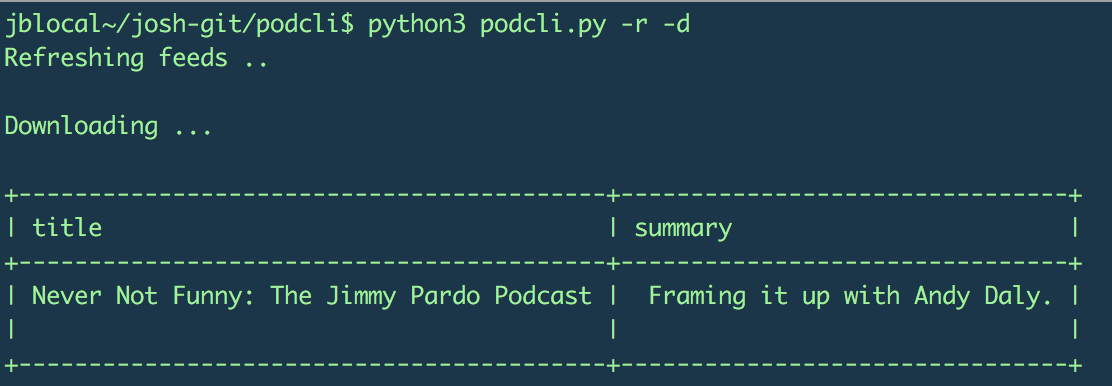 jblocal~/josh-git/podcli$ python3 podcli.py -r -d
Refreshing feeds ..
Downloading ...
+------------------------------------------+--------------------------------+
| title                                    | summary                        |
+------------------------------------------+--------------------------------+
| Never Not Funny: The Jimmy Pardo Podcast |  Framing it up with Andy Daly. |
|                                          |                                |
+------------------------------------------+--------------------------------+